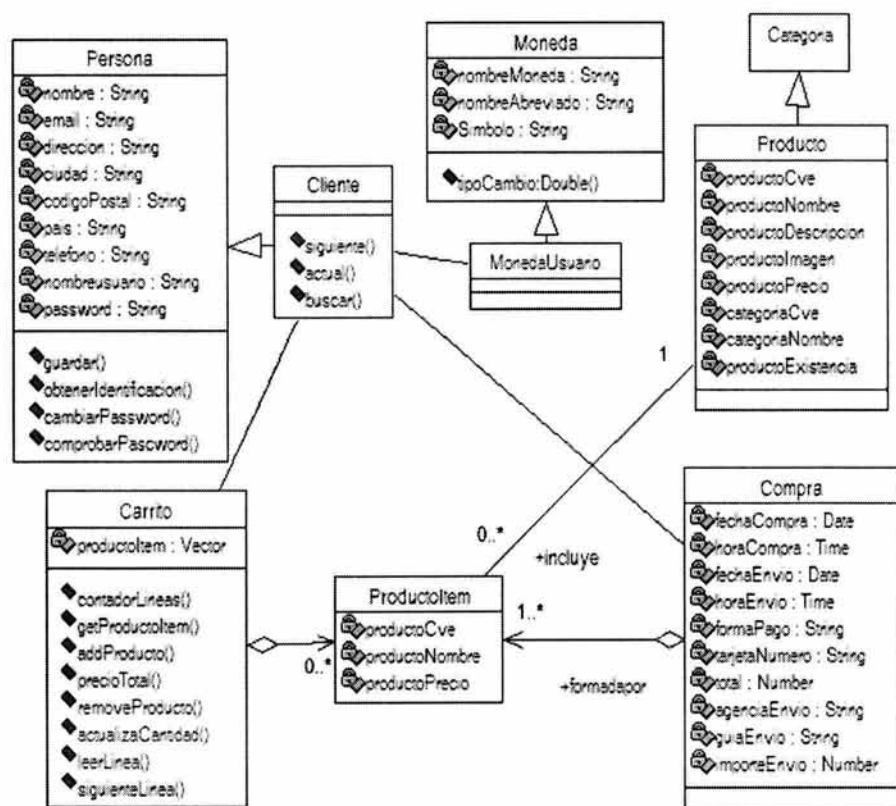 Persona
nombre : String
email : String
direccion : String
ciudad : String
codigoPostal : String
pais : String
telefono : String
nombreusuario : String
password : String
guardar()
obtenerIdentificacion()
cambiarPassword()
comprobarPascword()
Cliente
siguiente()
actual()
buscar()
Moneda
nombreMoneda : String
nombreAbreviado : String
Simbolo : String
tipoCambio:Double()
MonedaUsuario
Categoria
Producto
productoCve
productoNombre
productoDescripcion
productoImagen
productoPrecio
categoriaCve
categoriaNombre
productoExistencia
1
0..*
+incluye
Carrito
productoItem : Vector
contadorLineas()
getProductoItem()
addProducto()
precioTotal()
removeProducto()
actualizaCantidad()
leerLinea()
siguienteLinea()
0..*
ProductoItem
productoCve
productoNombre
productoPrecio
1..*
+formadapor
Compra
fechaCompra : Date
horaCompra : Time
fechaEnvio : Date
horaEnvio : Time
formaPago : String
tarjetaNumero : String
total : Number
agenciaEnvio : String
guiaEnvio : String
importeEnvio : Number